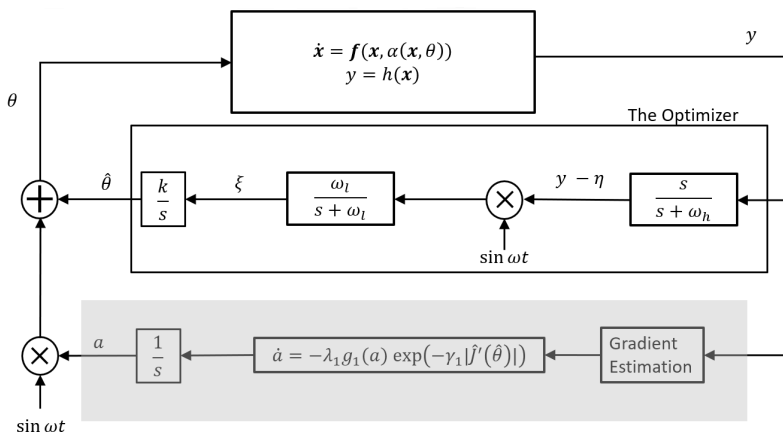 ẋ = f(x, α(x, θ))
y = h(x)
y
θ
The Optimizer
θ̂
k
s
ξ
ω_l
s + ω_l
×
y − η
s
s + ω_h
+
sin ωt
a
1
s
ȧ = −λ₁g₁(a) exp(−γ₁|Ĵ′(θ̂)|)
Gradient
Estimation
×
sin ωt